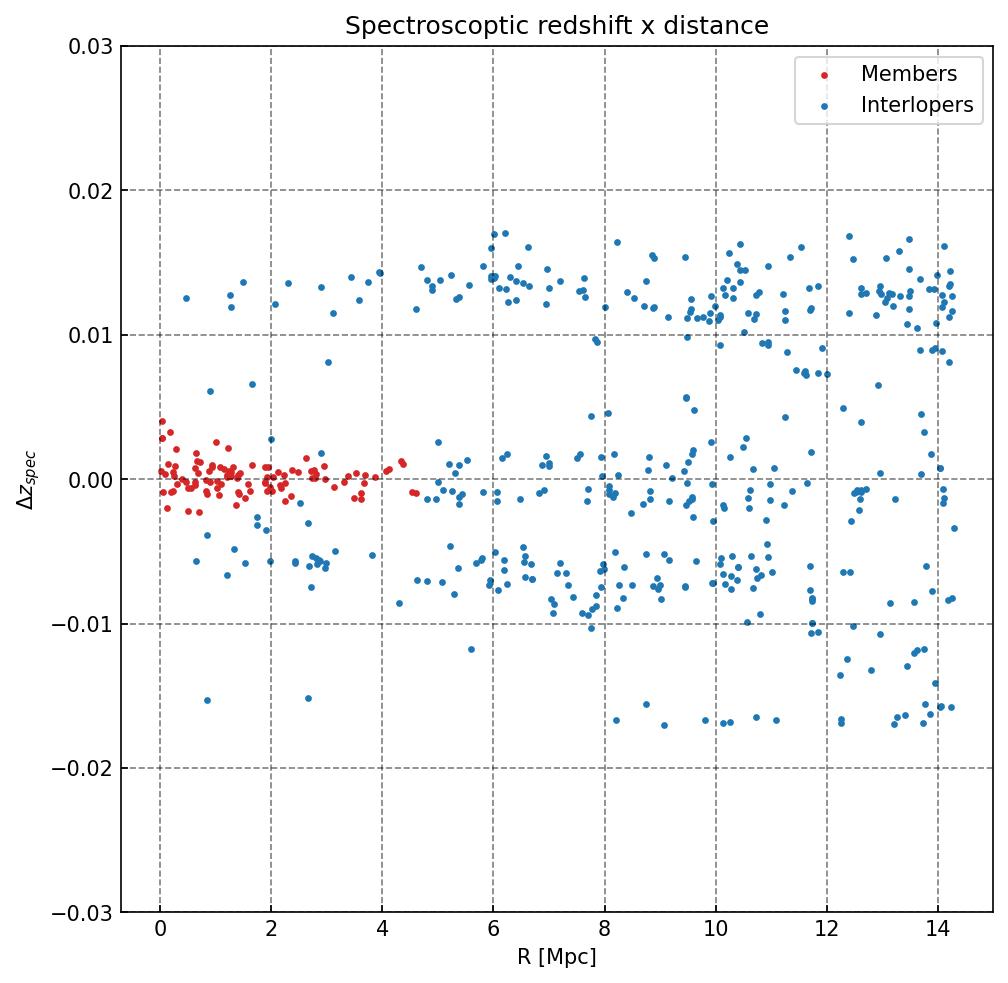 Spectroscoptic redshift x distance
Members
Interlopers
0.03
0.02
0.01
0.00
−0.01
−0.02
−0.03
Δz_spec
0 2 4 6 8 10 12 14
R [Mpc]